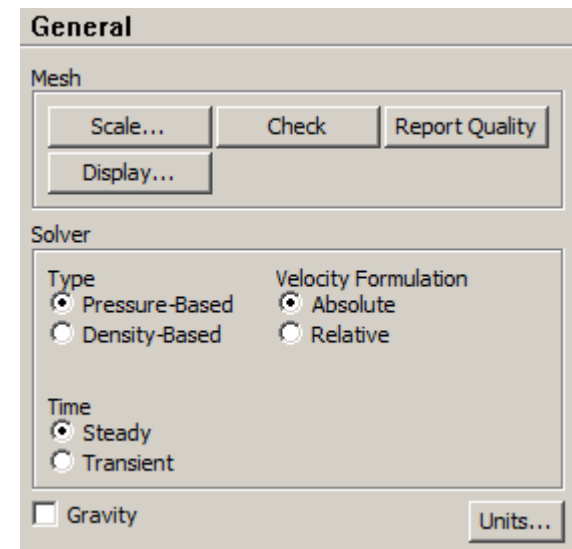 General
Mesh
Scale... Check Report Quality
Display...
Solver
Type Velocity Formulation
Pressure-Based Absolute
Density-Based Relative
Time
Steady
Transient
Gravity Units...